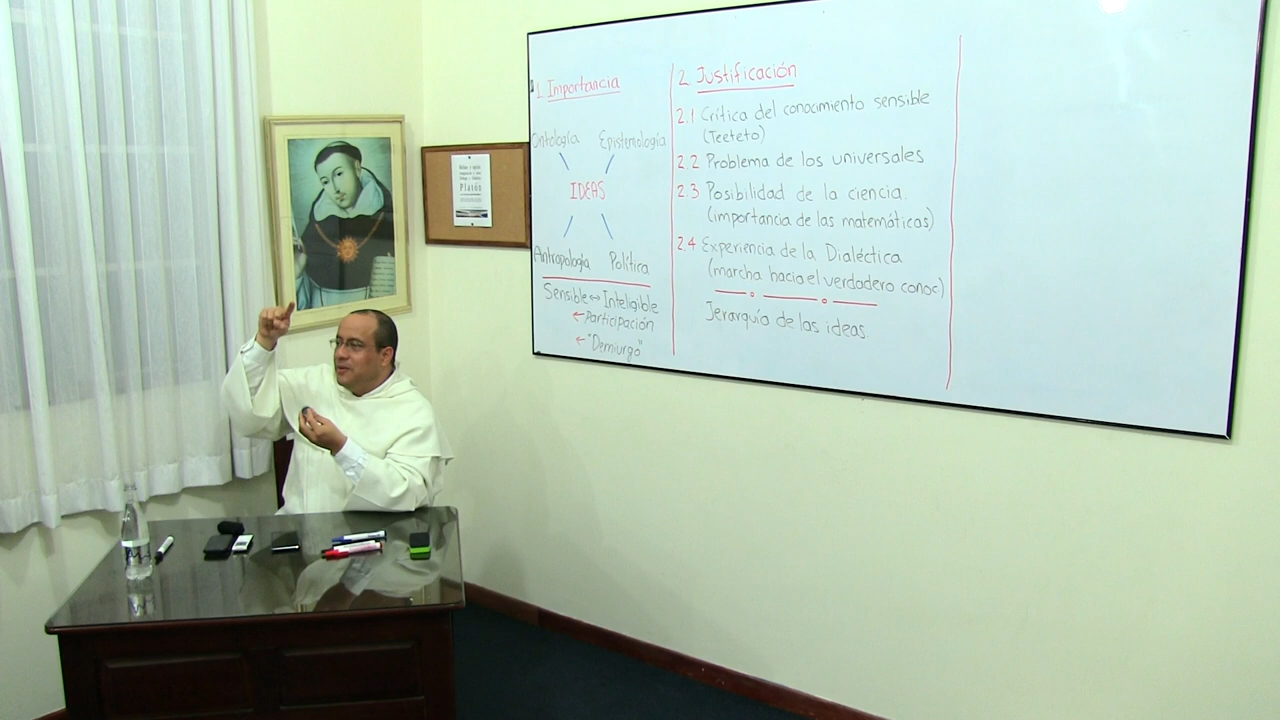 Platón
1. Importancia
Ontología Epistemología
IDEAS
Antropología Política
Sensible ↔ Inteligible
← Participación
← "Demiurgo"
2. Justificación
2.1 Crítica del conocimiento sensible
(Teeteto)
2.2 Problema de los universales
2.3 Posibilidad de la ciencia.
(importancia de las matemáticas)
2.4 Experiencia de la Dialéctica
(marcha hacia el verdadero conoc)
Jerarquía de las ideas.